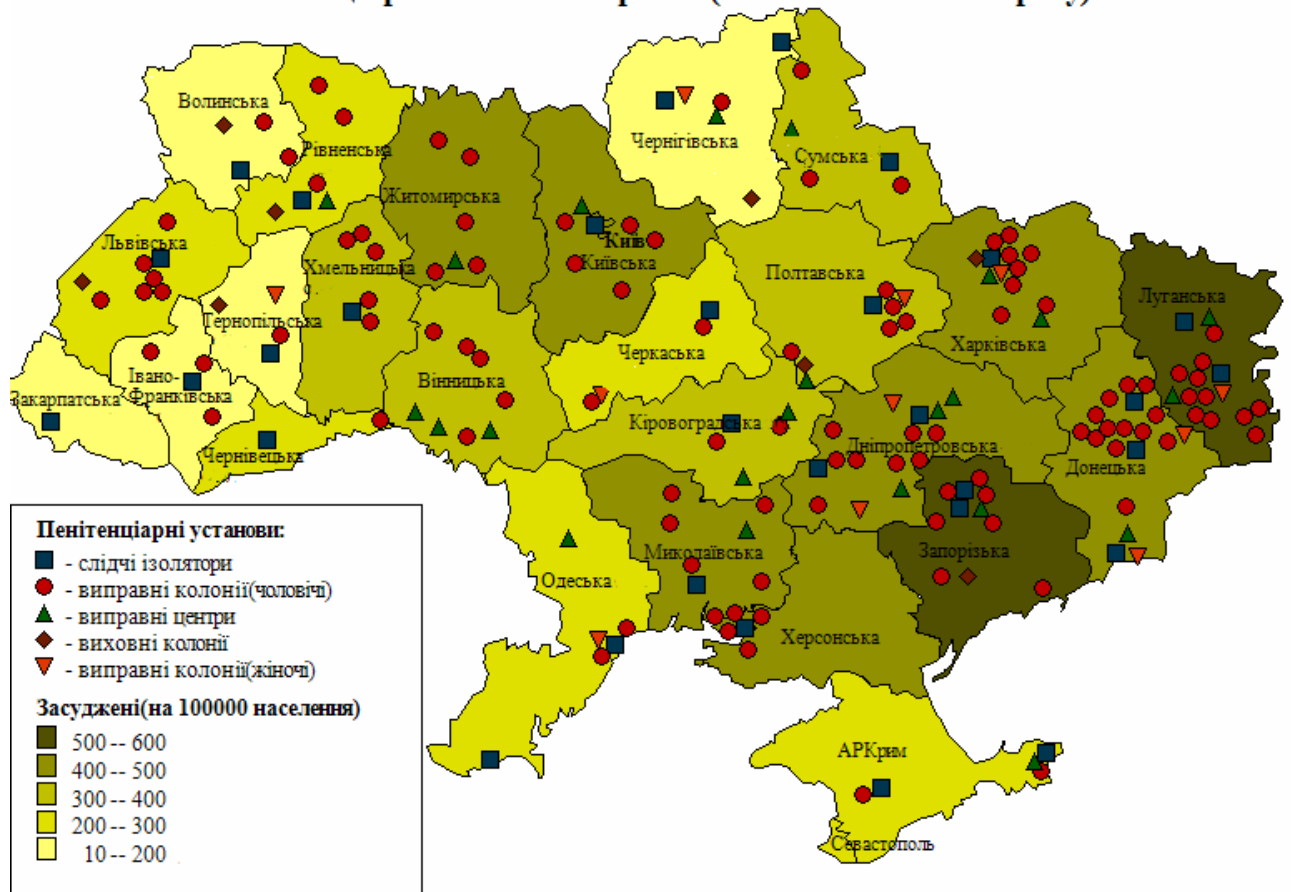 Волинська
Рівненська
Житомирська
Чернігівська
Сумська
Київ
Київська
Львівська
Хмельницька
Тернопільська
Полтавська
Луганська
Харківська
Черкаська
Вінницька
Івано-
Франківська
Закарпатська
Чернівецька
Кіровоградська
Дніпропетровська
Донецька
Запорізька
Миколаївська
Одеська
Херсонська
АРКрим
Севастополь
Пенітенціарні установи:
- слідчі ізолятори
- виправні колонії(чоловічі)
- виправні центри
- виховні колонії
- виправні колонії(жіночі)
Засуджені(на 100000 населення)
500 -- 600
400 -- 500
300 -- 400
200 -- 300
10 -- 200